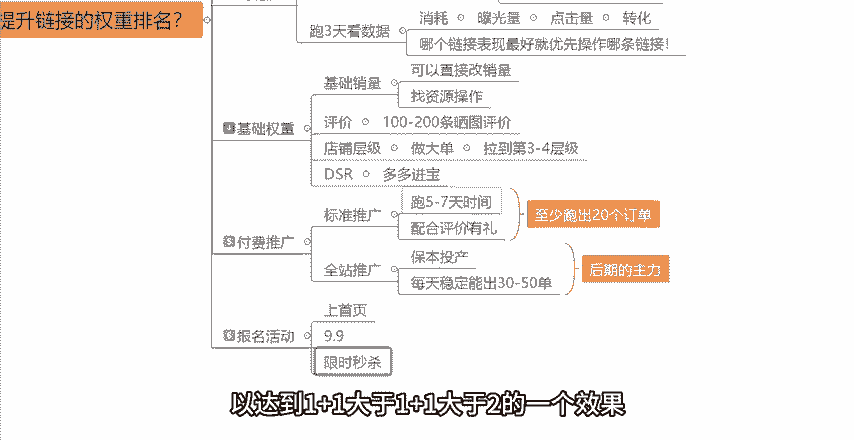 提升链接的权重排名？
跑3天看数据
消耗 曝光量 点击量 转化
哪个链接表现最好就优先操作哪条链接！
基础权重
基础销量
可以直接改销量
找资源操作
评价 100-200条晒图评价
店铺层级 做大单 拉到第3-4层级
DSR 多多进宝
付费推广
标准推广
跑5-7天时间
配合评价有礼
至少跑出20个订单
全站推广
保本投产
每天稳定能出30-50单
后期的主力
报名活动
上首页
9.9
限时秒杀
以达到1+1大于1+1大于2的一个效果